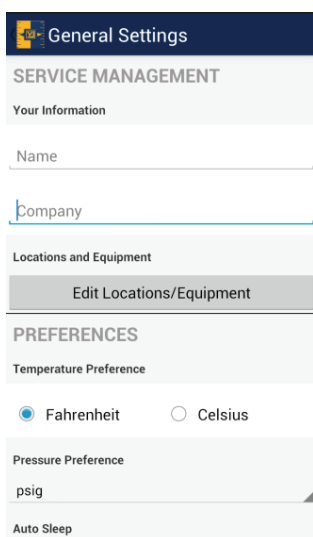 General Settings
SERVICE MANAGEMENT
Your Information
Name
Company
Locations and Equipment
Edit Locations/Equipment
PREFERENCES
Temperature Preference
Fahrenheit Celsius
Pressure Preference
psig
Auto Sleep